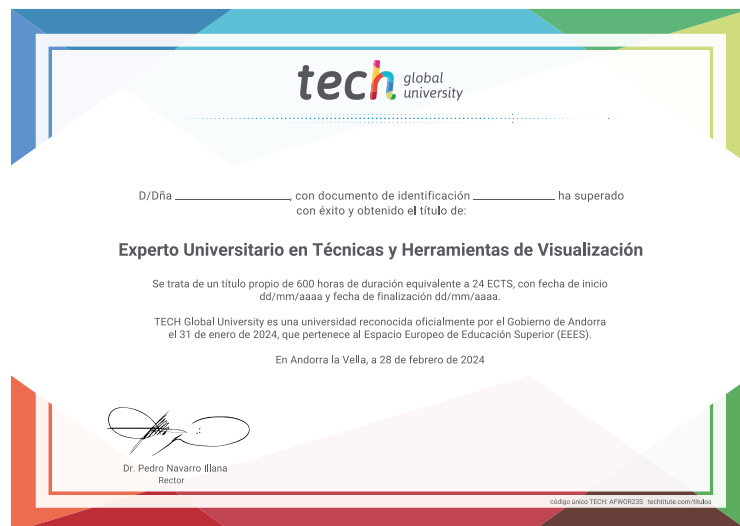 tech global university
D/Dña ____________________, con documento de identificación ______________ ha superado
con éxito y obtenido el título de:
Experto Universitario en Técnicas y Herramientas de Visualización
Se trata de un título propio de 600 horas de duración equivalente a 24 ECTS, con fecha de inicio
dd/mm/aaaa y fecha de finalización dd/mm/aaaa.
TECH Global University es una universidad reconocida oficialmente por el Gobierno de Andorra
el 31 de enero de 2024, que pertenece al Espacio Europeo de Educación Superior (EEES).
En Andorra la Vella, a 28 de febrero de 2024
Dr. Pedro Navarro Illana
Rector
código único TECH: AFWOR23S techtitute.com/titulos